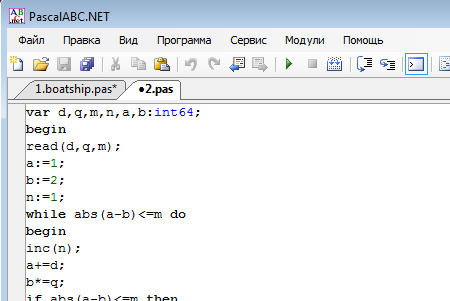 PascalABC.NET
Файл Правка Вид Программа Сервис Модули Помощь
1.boatship.pas* •2.pas
var d,q,m,n,a,b:int64;
begin
read(d,q,m);
a:=1;
b:=2;
n:=1;
while abs(a-b)<=m do
begin
inc(n);
a+=d;
b*=q;
if abs(a-b)<=m then